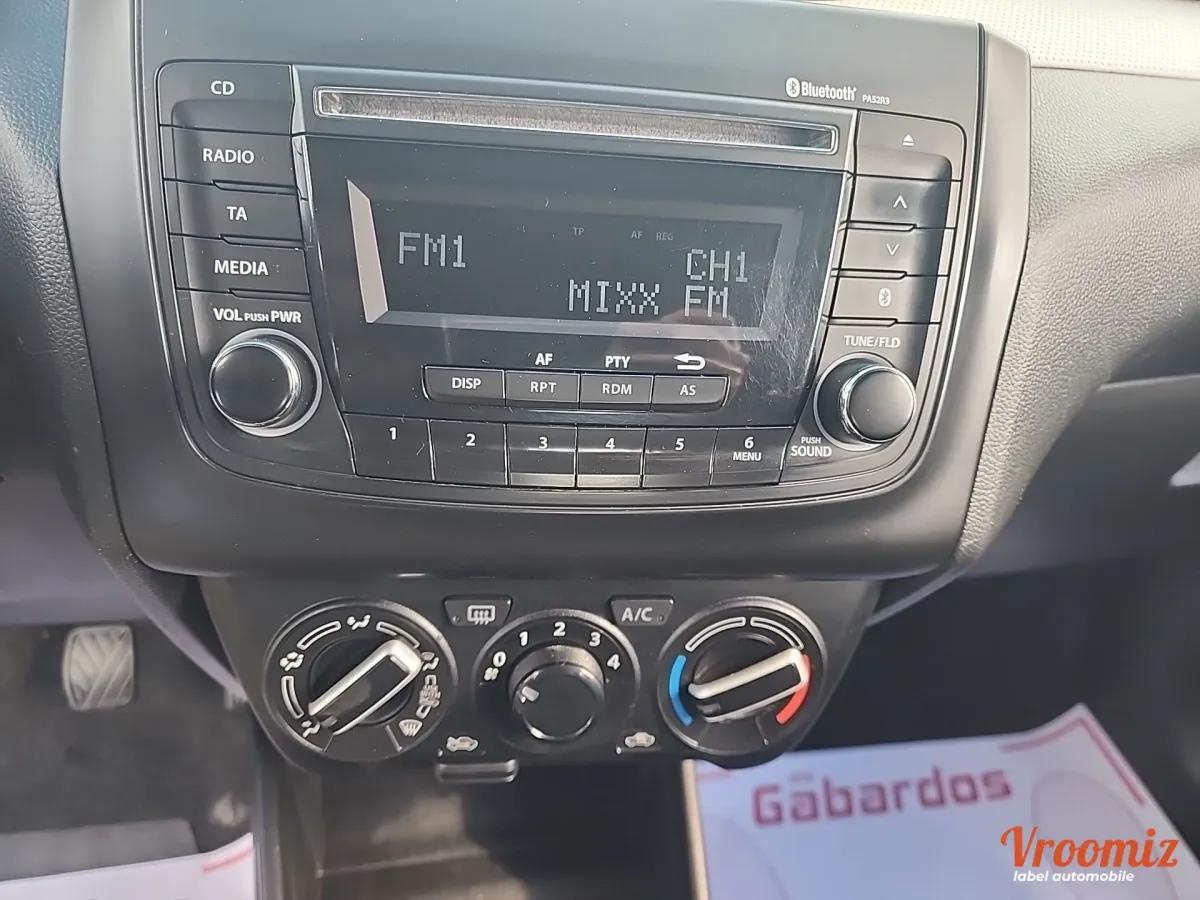 CD
Bluetooth® PA52R3
RADIO
TA
MEDIA
TP AF REG
FM1 CH1
MIXX FM
VOL PUSH PWR
TUNE/FLD
AF PTY
DISP RPT RDM AS
1 2 3 4 5 6
MENU
PUSH
SOUND
A/C
0 1 2 3 4
Gabardos
Vroomiz
label automobile